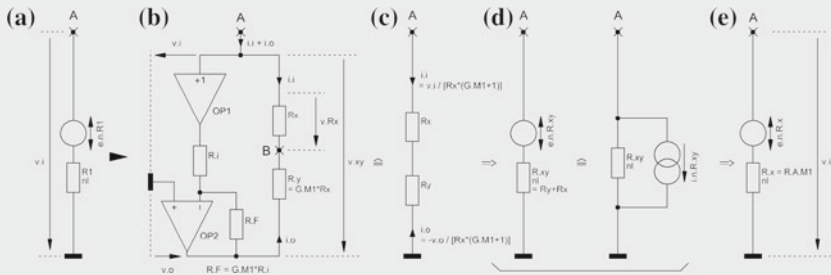 (a)
A
v.i
e.n.R1
R1
nl
(b)
A
v.i
i.i + i.o
+1
OP1
i.i
Rx
v.Rx
B
R.i
R.y
= G.M1*Rx
v.xy
+
-
OP2
R.F
i.o
v.o
R.F = G.M1*R.i
(c)
A
i.i
= v.i / [Rx*(G.M1+1)]
Rx
Ry
i.o
= -v.o / [Rx*(G.M1+1)]
(d)
A
e.n.R.xy
R.xy
nl
= Ry+Rx
A
R.xy
nl
i.n.R.xy
(e)
A
e.n.R.x
R.x = R.A.M1
nl
v.i